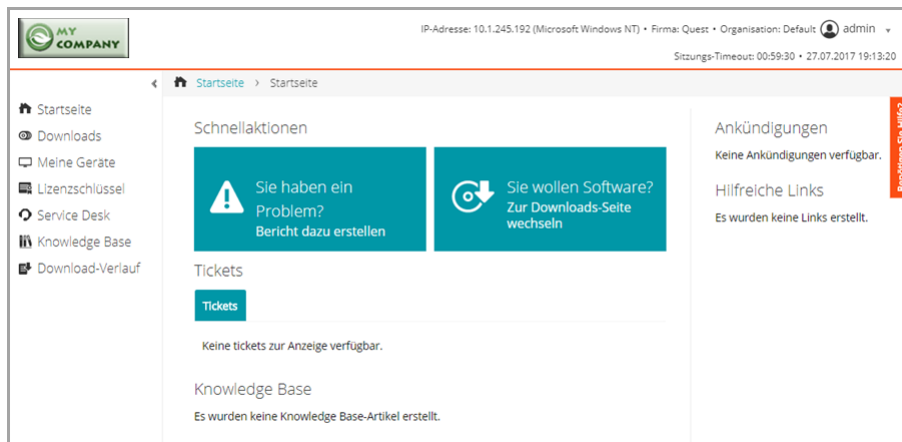 MY
COMPANY
IP-Adresse: 10.1.245.192 (Microsoft Windows NT) • Firma: Quest • Organisation: Default admin
Sitzungs-Timeout: 00:59:30 • 27.07.2017 19:13:20
Startseite > Startseite
Startseite
Downloads
Meine Geräte
Lizenzschlüssel
Service Desk
Knowledge Base
Download-Verlauf
Schnellaktionen
Sie haben ein
Problem?
Bericht dazu erstellen
Sie wollen Software?
Zur Downloads-Seite
wechseln
Tickets
Tickets
Keine tickets zur Anzeige verfügbar.
Knowledge Base
Es wurden keine Knowledge Base-Artikel erstellt.
Ankündigungen
Keine Ankündigungen verfügbar.
Hilfreiche Links
Es wurden keine Links erstellt.
Benötigen Sie Hilfe?